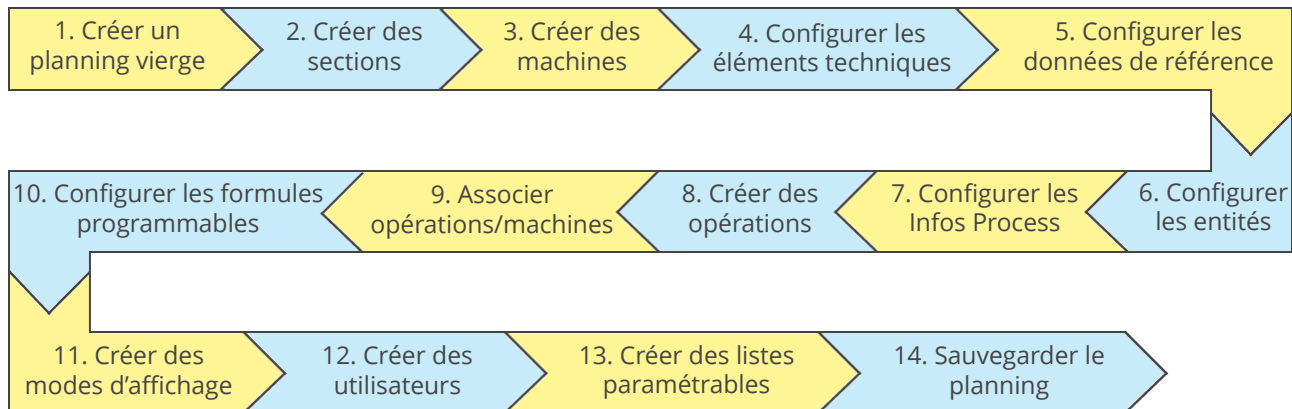 1. Créer un
planning vierge
2. Créer des
sections
3. Créer des
machines
4. Configurer les
éléments techniques
5. Configurer les
données de référence
6. Configurer
les entités
7. Configurer les
Infos Process
8. Créer des
opérations
9. Associer
opérations/machines
10. Configurer les formules
programmables
11. Créer des
modes d’affichage
12. Créer des
utilisateurs
13. Créer des listes
paramétrables
14. Sauvegarder le
planning